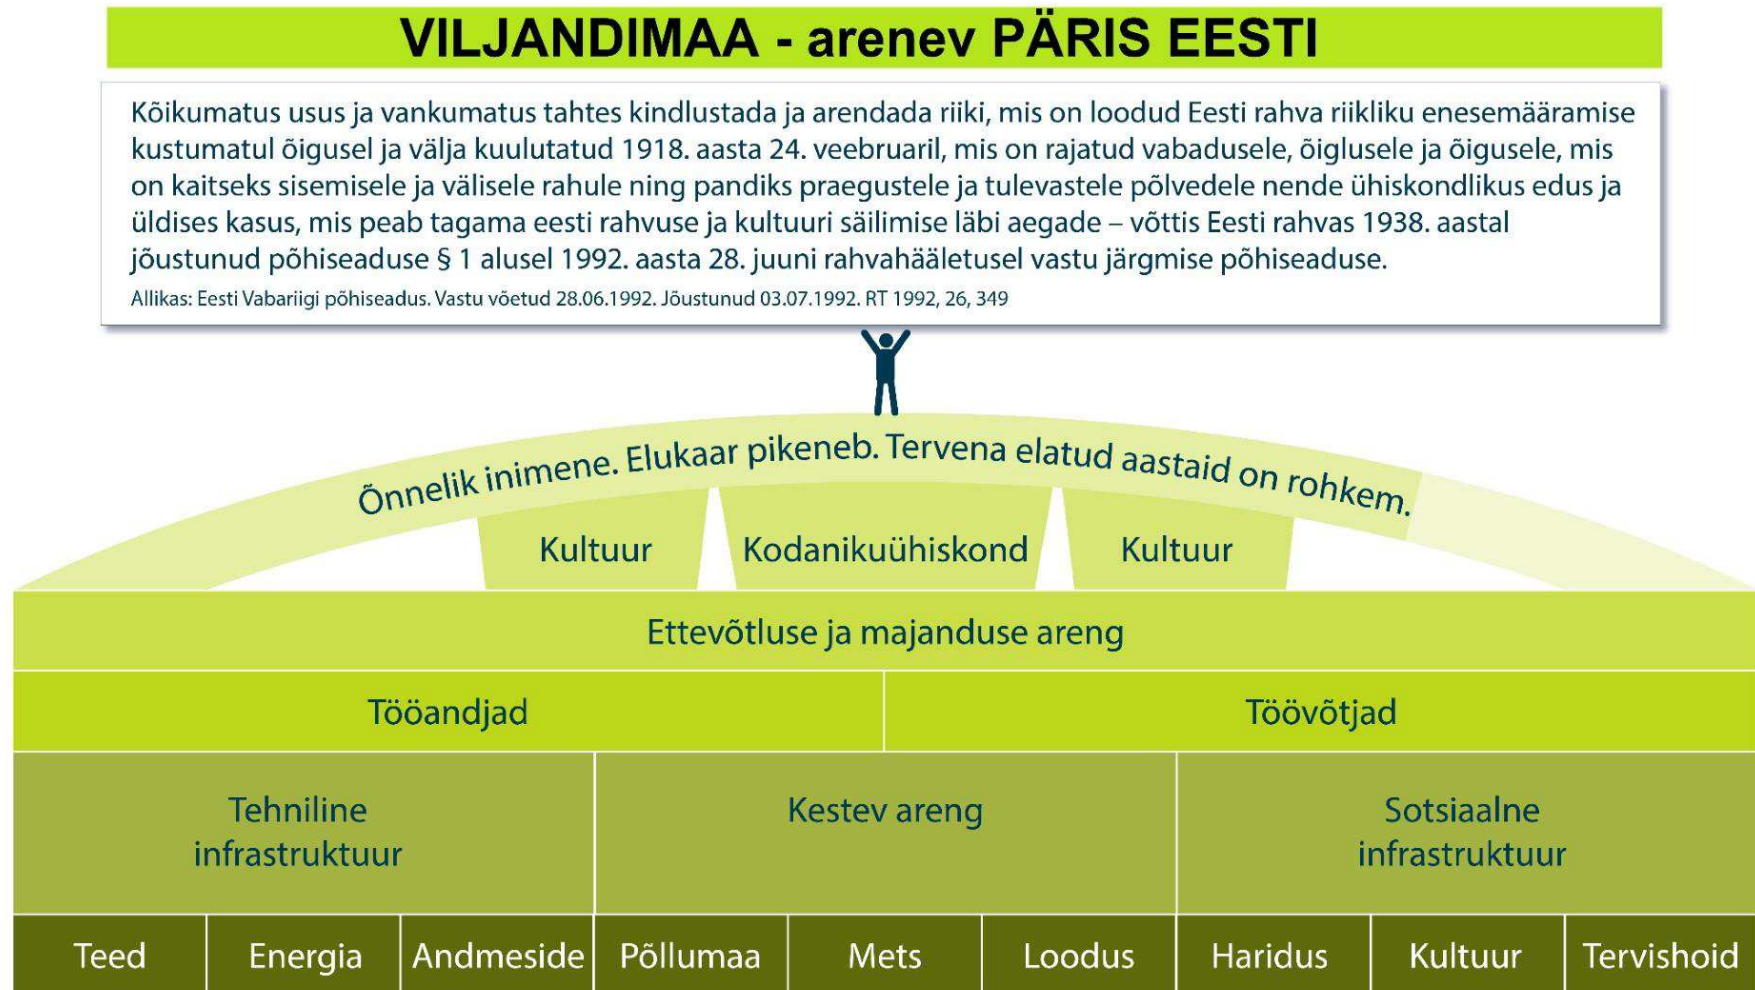 VILJANDIMAA - arenev PÄRIS EESTI
Kõikumatus usus ja vankumatus tahtes kindlustada ja arendada riiki, mis on loodud Eesti rahva riikliku enesemääramise
kustumatul õigusel ja välja kuulutatud 1918. aasta 24. veebruaril, mis on rajatud vabadusele, õiglusele ja õigusele, mis
on kaitseks sisemisele ja välisele rahule ning pandiks praegustele ja tulevastele põlvedele nende ühiskondlikus edus ja
üldises kasus, mis peab tagama eesti rahvuse ja kultuuri säilimise läbi aegade – võttis Eesti rahvas 1938. aastal
jõustunud põhiseaduse § 1 alusel 1992. aasta 28. juuni rahvahääletusel vastu järgmise põhiseaduse.
Allikas: Eesti Vabariigi põhiseadus. Vastu võetud 28.06.1992. Jõustunud 03.07.1992. RT 1992, 26, 349
Õnnelik inimene. Elukaar pikeneb. Tervena elatud aastaid on rohkem.
Kultuur Kodanikuühiskond Kultuur
Ettevõtluse ja majanduse areng
Tööandjad Töövõtjad
Tehniline
infrastruktuur
Kestev areng
Sotsiaalne
infrastruktuur
Teed Energia Andmeside Põllumaa Mets Loodus Haridus Kultuur Tervishoid